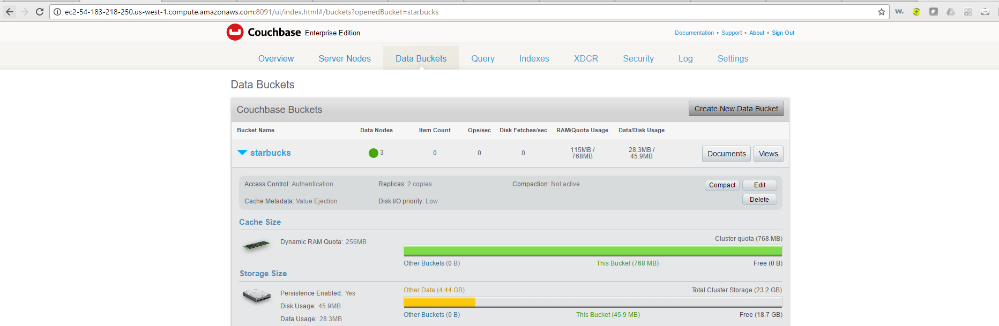 ec2-54-183-218-250.us-west-1.compute.amazonaws.com:8091/ui/index.html#/buckets?openedBucket=starbucks
w.
Couchbase Enterprise Edition
Documentation • Support • About • Sign Out
Overview Server Nodes Data Buckets Query Indexes XDCR Security Log Settings
Data Buckets
Couchbase Buckets Create New Data Bucket
Bucket Name Data Nodes Item Count Ops/sec Disk Fetches/sec RAM/Quota Usage Data/Disk Usage
starbucks 3 0 0 0 115MB / 768MB 28.3MB / 45.9MB Documents Views
Access Control: Authentication Replicas: 2 copies Compaction: Not active Compact Edit
Cache Metadata: Value Ejection Disk I/O priority: Low Delete
Cache Size
Cluster quota (768 MB)
Dynamic RAM Quota: 256MB
Other Buckets (0 B) This Bucket (768 MB) Free (0 B)
Storage Size
Other Data (4.44 GB) Total Cluster Storage (23.2 GB)
Persistence Enabled: Yes
Disk Usage: 45.9MB
Other Buckets (0 B) This Bucket (45.9 MB) Free (18.7 GB)
Data Usage: 28.3MB